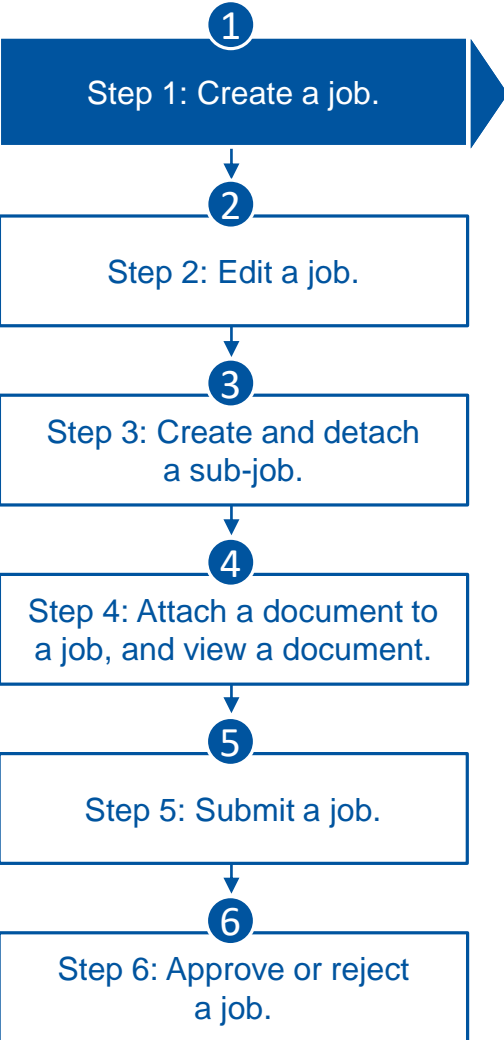 1
Step 1: Create a job.
2
Step 2: Edit a job.
3
Step 3: Create and detach
a sub-job.
4
Step 4: Attach a document to
a job, and view a document.
5
Step 5: Submit a job.
6
Step 6: Approve or reject
a job.